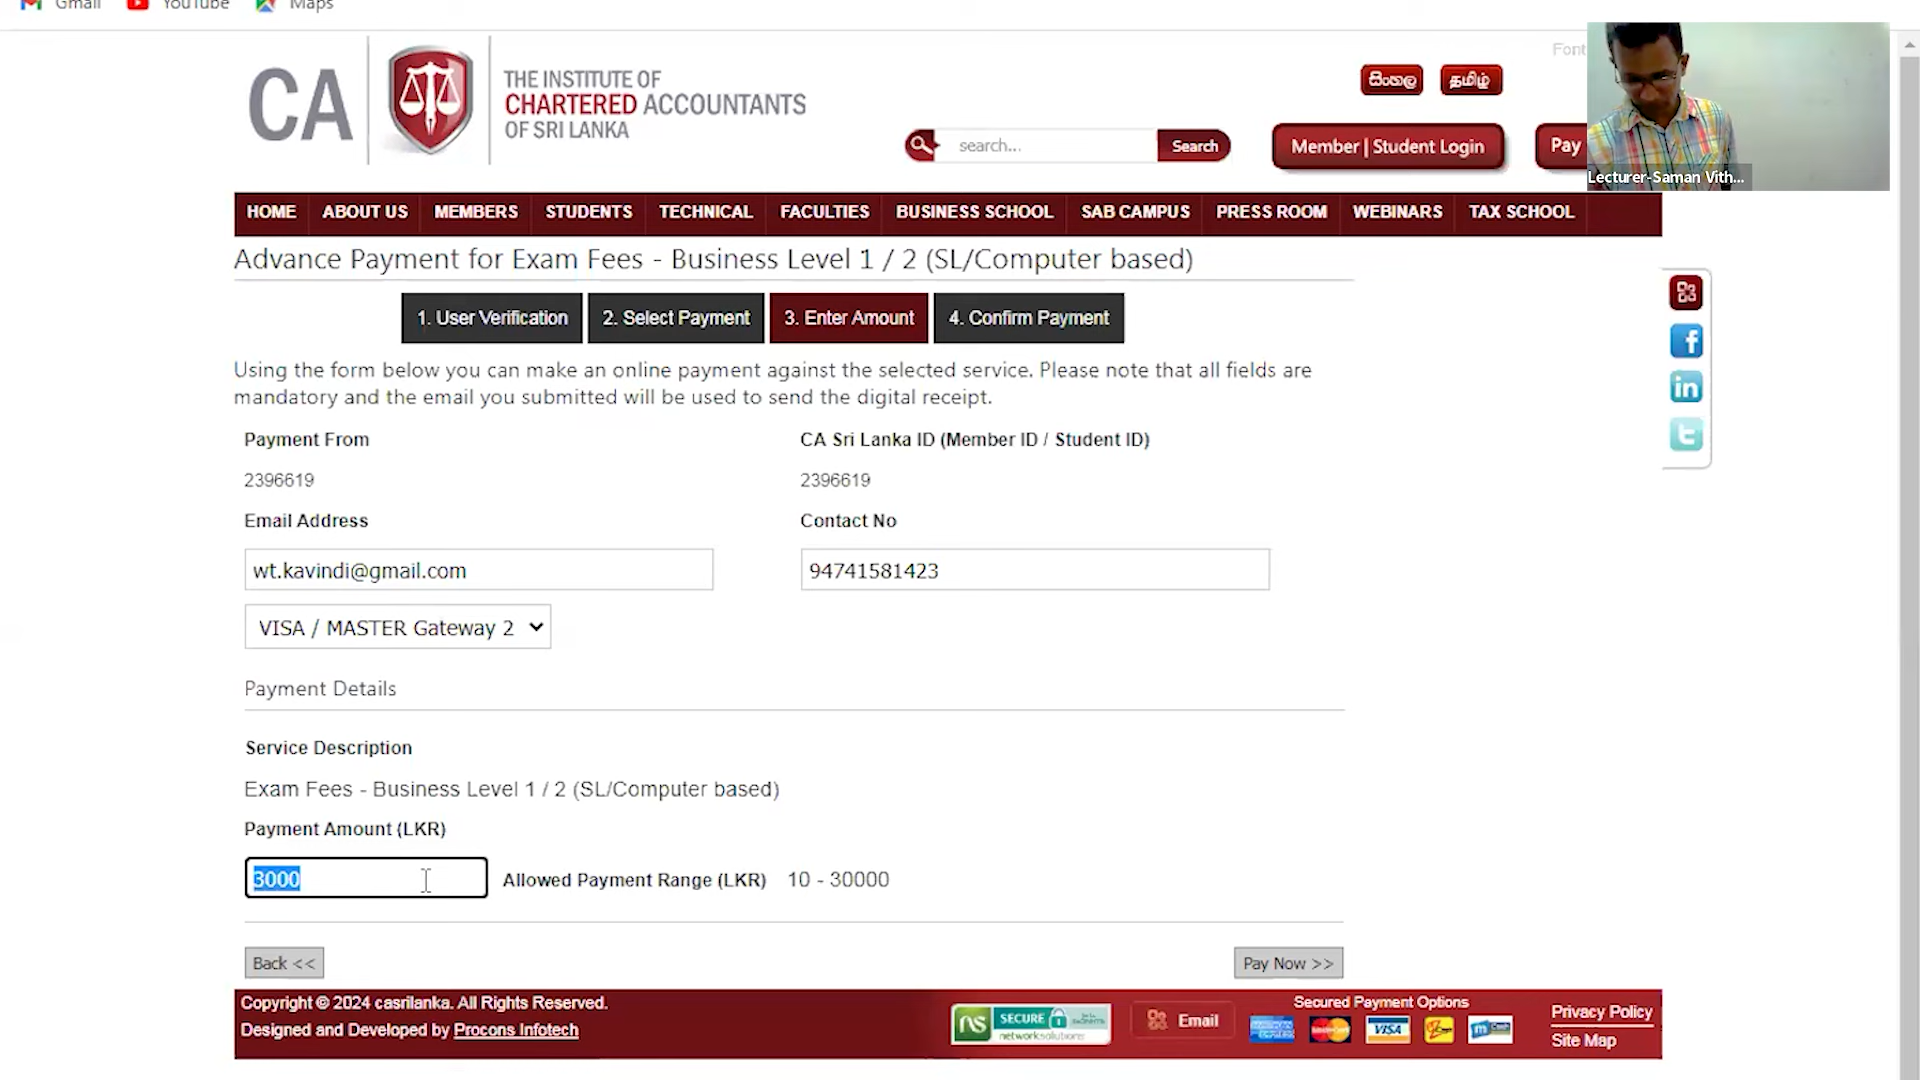 Gmail YouTube Maps
Font
සිංහල தமிழ்
CA THE INSTITUTE OF
CHARTERED ACCOUNTANTS
OF SRI LANKA
search... Search Member | Student Login Pay
Lecturer-Saman Vith...
HOME ABOUT US MEMBERS STUDENTS TECHNICAL FACULTIES BUSINESS SCHOOL SAB CAMPUS PRESS ROOM WEBINARS TAX SCHOOL
Advance Payment for Exam Fees - Business Level 1 / 2 (SL/Computer based)
1. User Verification 2. Select Payment 3. Enter Amount 4. Confirm Payment
Using the form below you can make an online payment against the selected service. Please note that all fields are
mandatory and the email you submitted will be used to send the digital receipt.
Payment From CA Sri Lanka ID (Member ID / Student ID)
2396619 2396619
Email Address Contact No
wt.kavindi@gmail.com 94741581423
VISA / MASTER Gateway 2
Payment Details
Service Description
Exam Fees - Business Level 1 / 2 (SL/Computer based)
Payment Amount (LKR)
3000 Allowed Payment Range (LKR) 10 - 30000
Back << Pay Now >>
Copyright © 2024 casrilanka. All Rights Reserved.
Designed and Developed by Procons Infotech
NS SECURE networksolutions
Email
Secured Payment Options
VISA
Privacy Policy
Site Map